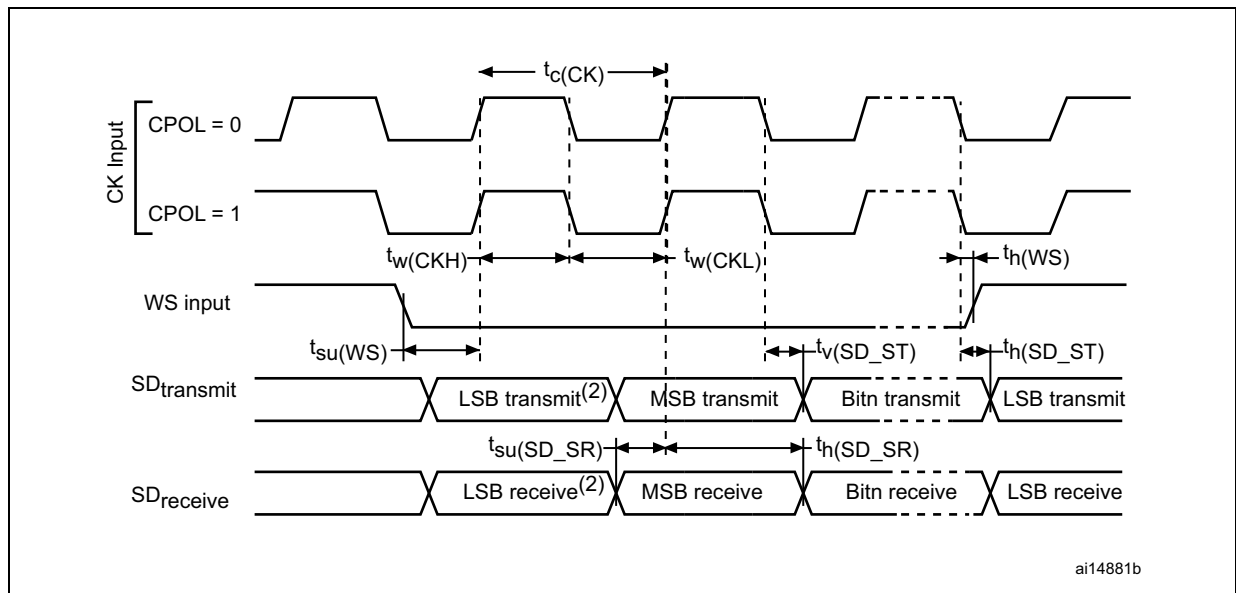 tc(CK)
CK Input
CPOL = 0
CPOL = 1
tw(CKH)
tw(CKL)
th(WS)
WS input
tsu(WS)
tv(SD_ST)
th(SD_ST)
SDtransmit
LSB transmit(2)
MSB transmit
Bitn transmit
LSB transmit
tsu(SD_SR)
th(SD_SR)
SDreceive
LSB receive(2)
MSB receive
Bitn receive
LSB receive
ai14881b